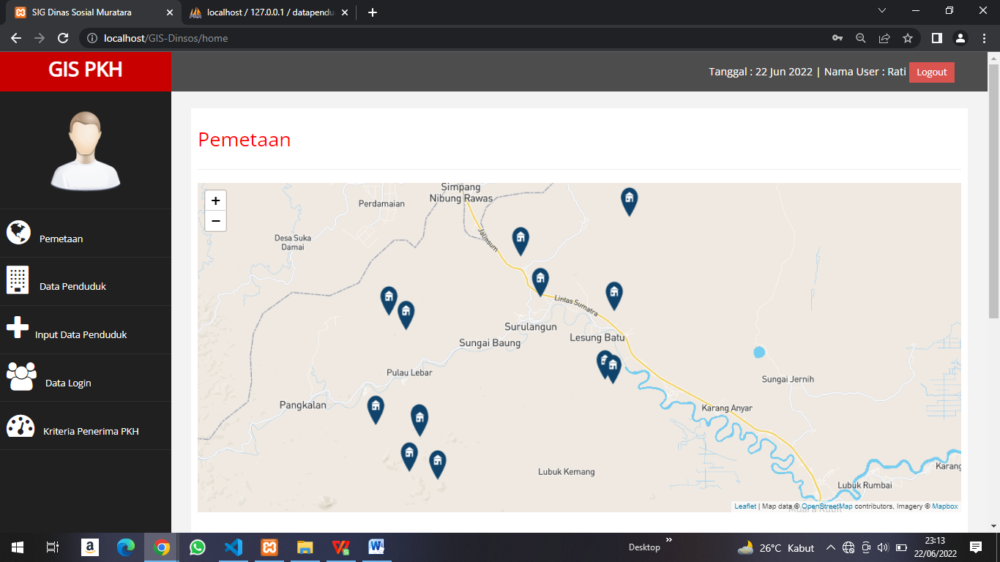 SIG Dinas Sosial Muratara
localhost / 127.0.0.1 / datapendu
localhost/GIS-Dinsos/home
GIS PKH
Tanggal : 22 Jun 2022 | Nama User : Rati Logout
Pemetaan
Data Penduduk
Input Data Penduduk
Data Login
Kriteria Penerima PKH
Pemetaan
+
−
Simpang
Nibung Rawas
Perdamaian
Desa Suka
Damai
Jalinsum
Lintas Sumatra
Surulangun
Lesung Batu
Sungai Baung
Pulau Lebar
Sungai Jernih
Pangkalan
Karang Anyar
Lubuk Kemang
Karang
Lubuk Rumbai
Leaflet | Map data © OpenStreetMap contributors, Imagery © Mapbox
Desktop
26°C Kabut
23:13
22/06/2022